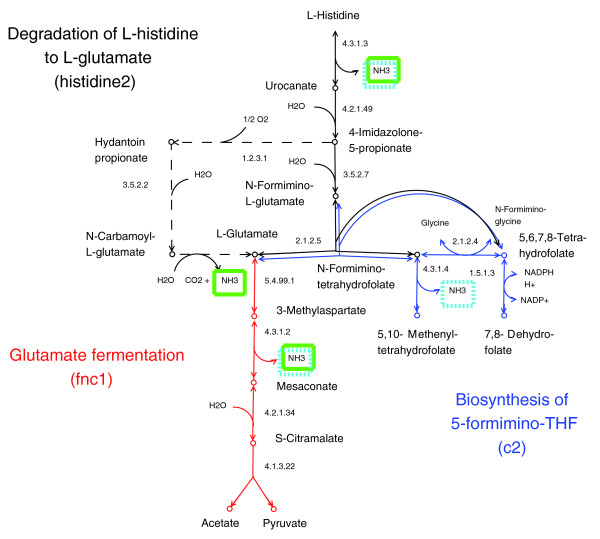 L-Histidine
Degradation of L-histidine
to L-glutamate
(histidine2)
4.3.1.3
NH3
Urocanate
H2O
4.2.1.49
1/2 O2
4-Imidazolone-
5-propionate
Hydantoin
propionate
1.2.3.1
H2O
3.5.2.7
3.5.2.2
H2O
N-Formimino-
L-glutamate
N-Formimino-
glycine
N-Carbamoyl-
L-glutamate
L-Glutamate
2.1.2.5
Glycine
2.1.2.4
5,6,7,8-Tetra-
hydrofolate
H2O
CO2 +
NH3
5.4.99.1
N-Formimino-
tetrahydrofolate
4.3.1.4
NH3
1.5.1.3
NADPH
H+
NADP+
3-Methylaspartate
5,10- Methenyl-
tetrahydrofolate
7,8- Dehydro-
folate
4.3.1.2
NH3
Glutamate fermentation
(fnc1)
Mesaconate
Biosynthesis of
5-formimino-THF
(c2)
H2O
4.2.1.34
S-Citramalate
4.1.3.22
Acetate
Pyruvate